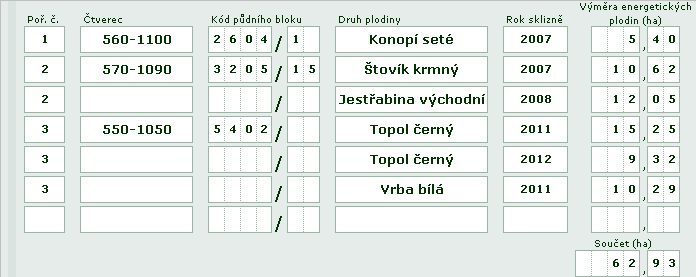 Poř. č. Čtverec Kód půdního bloku Druh plodiny Rok sklizně Výměra energetických plodin (ha)
1 560-1100 2604/1 Konopí seté 2007 5,40
2 570-1090 3205/15 Štovík krmný 2007 10,62
2 / Jestřabina východní 2008 12,05
3 550-1050 5402/ Topol černý 2011 15,25
3 / Topol černý 2012 9,32
3 / Vrba bílá 2011 10,29
/ ,
Součet (ha)
62,93